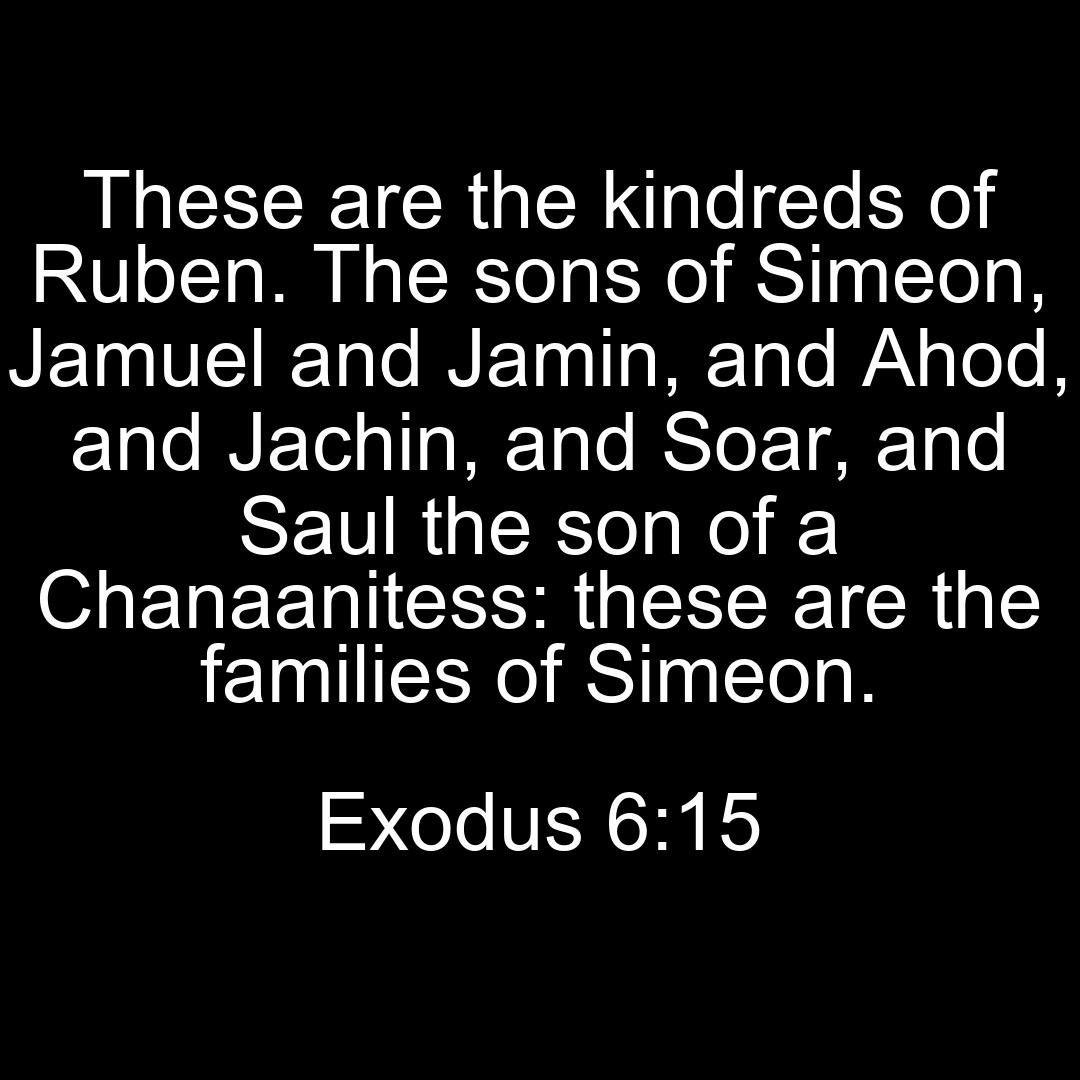 These are the kindreds of
Ruben. The sons of Simeon,
Jamuel and Jamin, and Ahod,
and Jachin, and Soar, and
Saul the son of a
Chanaanitess: these are the
families of Simeon.
Exodus 6:15